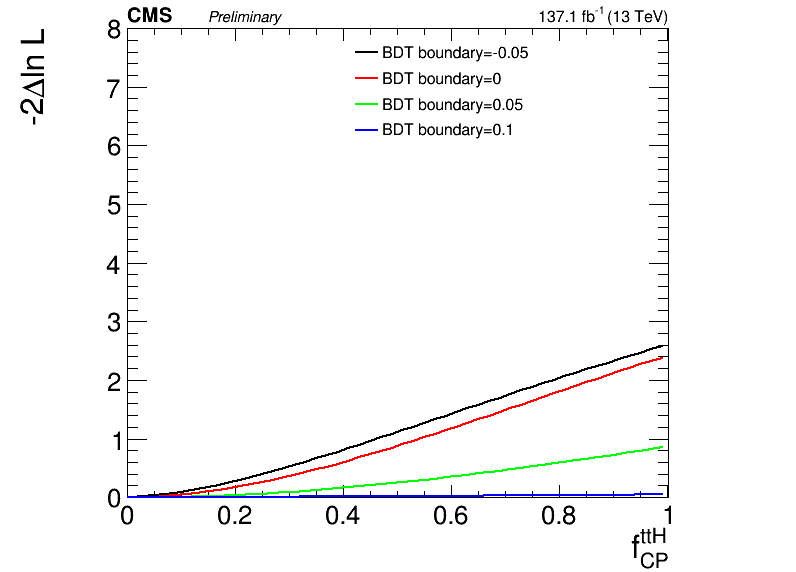 CMS Preliminary 137.1 fb-1 (13 TeV)
-2Δln L
BDT boundary=-0.05
BDT boundary=0
BDT boundary=0.05
BDT boundary=0.1
8
7
6
5
4
3
2
1
0
0 0.2 0.4 0.6 0.8 1
f ttH CP